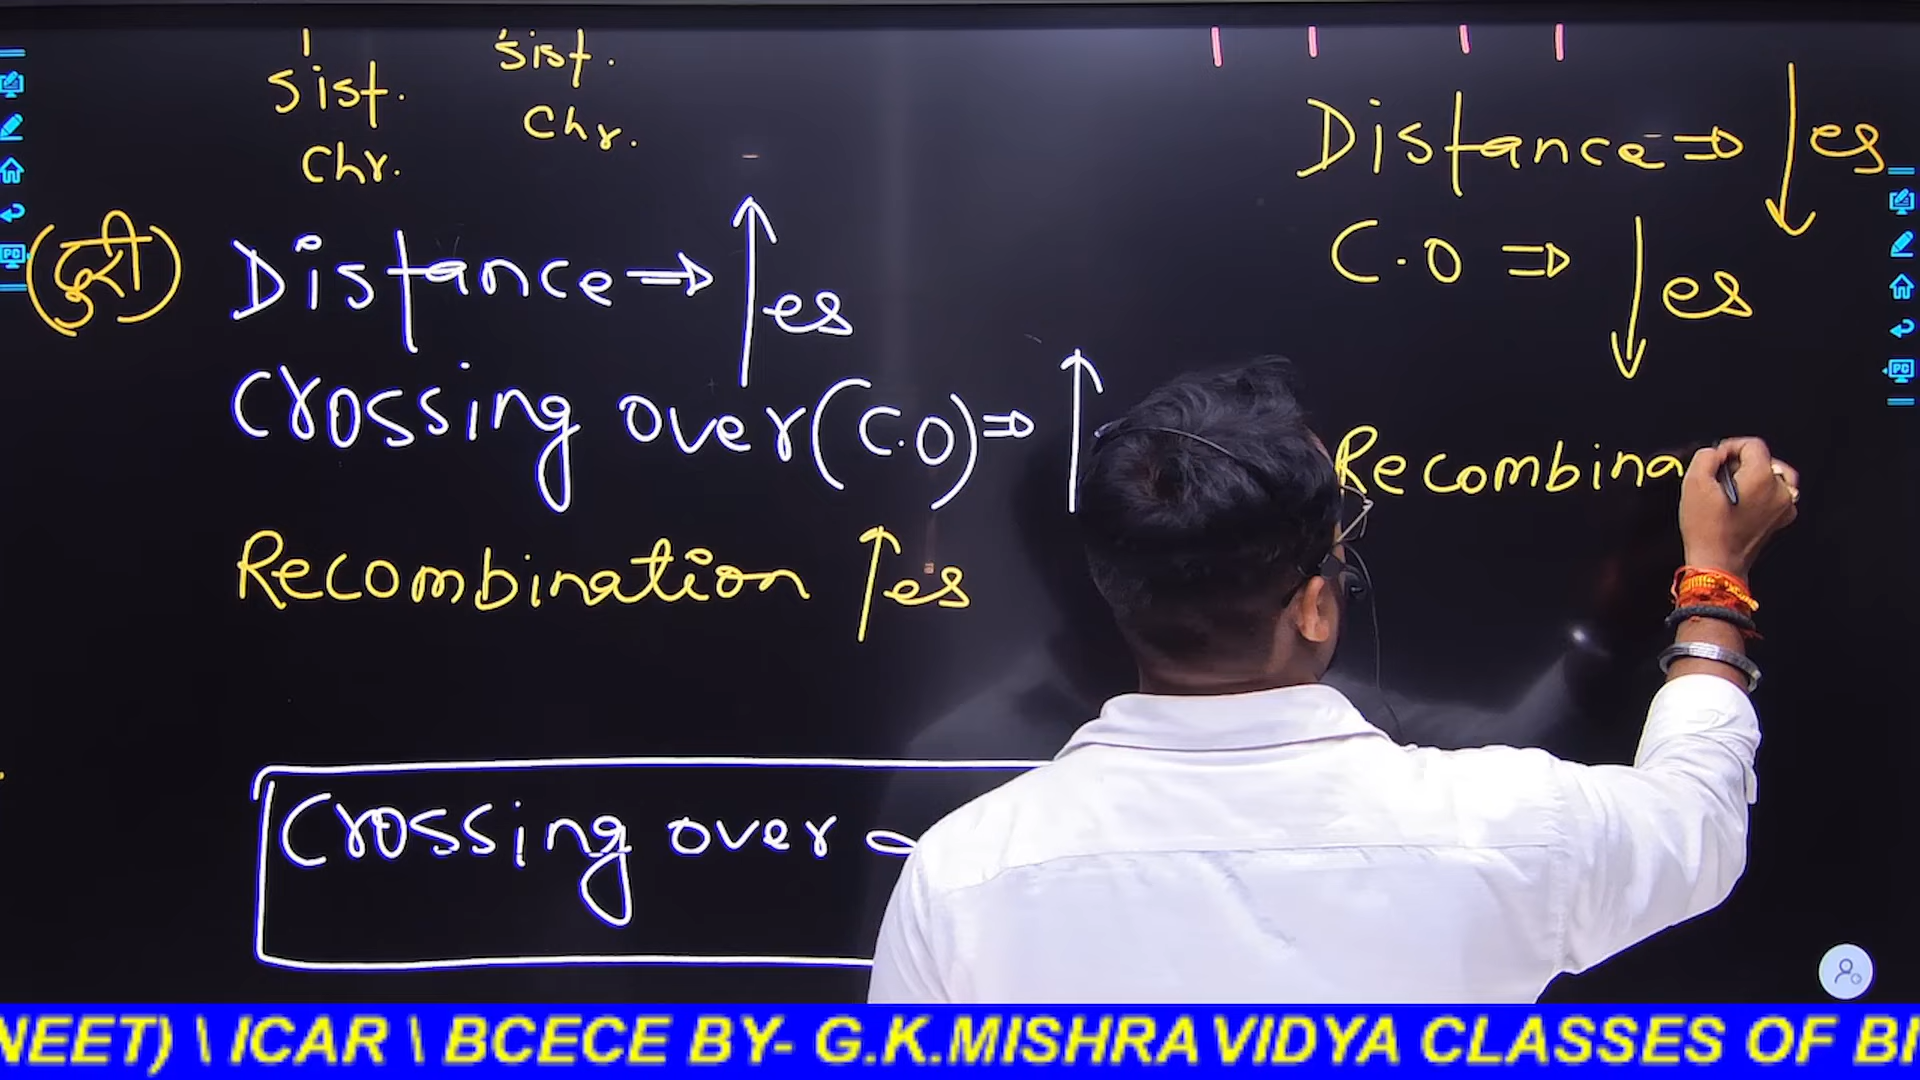 sist. sist.
chr. chr.
(दुरी) Distance ⇒ ↑es
Crossing over (C.O) ⇒ ↑
Recombination ↑es
Crossing over
Distance ⇒ ↓es
C.O ⇒ ↓es
Recombina
NEET) \ ICAR \ BCECE BY- G.K.MISHRA VIDYA CLASSES OF BI